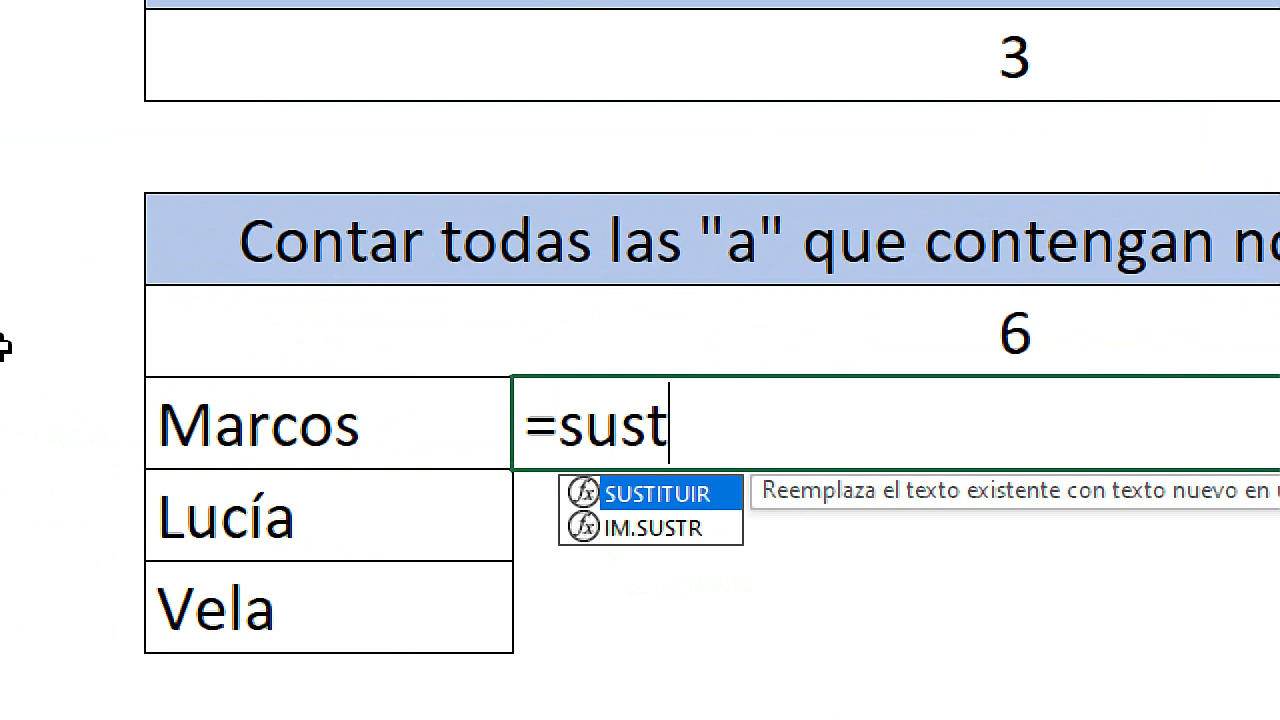 3
Contar todas las "a" que contengan
6
Marcos
=sust
SUSTITUIR
Reemplaza el texto existente con texto nuevo en
IM.SUSTR
Lucía
Vela